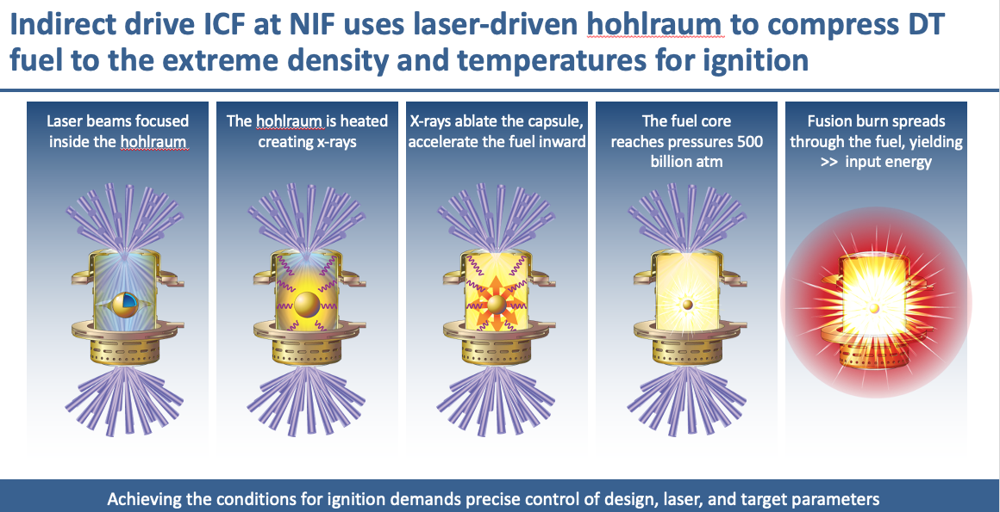 Indirect drive ICF at NIF uses laser-driven hohlraum to compress DT
fuel to the extreme density and temperatures for ignition
Laser beams focused
inside the hohlraum
The hohlraum is heated
creating x-rays
X-rays ablate the capsule,
accelerate the fuel inward
The fuel core
reaches pressures 500
billion atm
Fusion burn spreads
through the fuel, yielding
>> input energy
Achieving the conditions for ignition demands precise control of design, laser, and target parameters